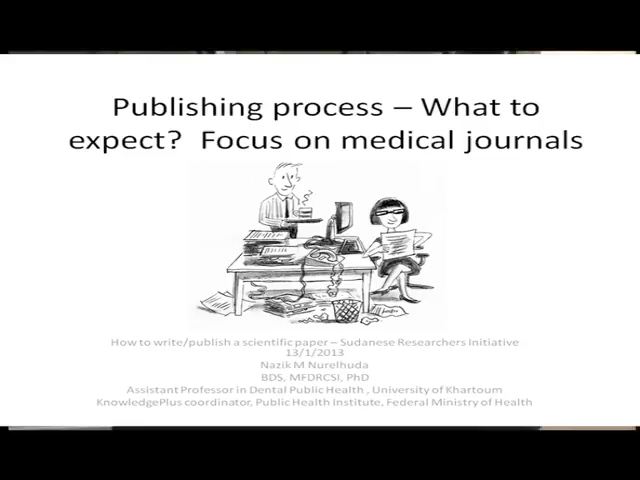 Publishing process – What to
expect? Focus on medical journals
How to write/publish a scientific paper – Sudanese Researchers Initiative
13/1/2013
Nazik M Nurelhuda
BDS, MFDRCSI, PhD
Assistant Professor in Dental Public Health , University of Khartoum
KnowledgePlus coordinator, Public Health Institute, Federal Ministry of Health